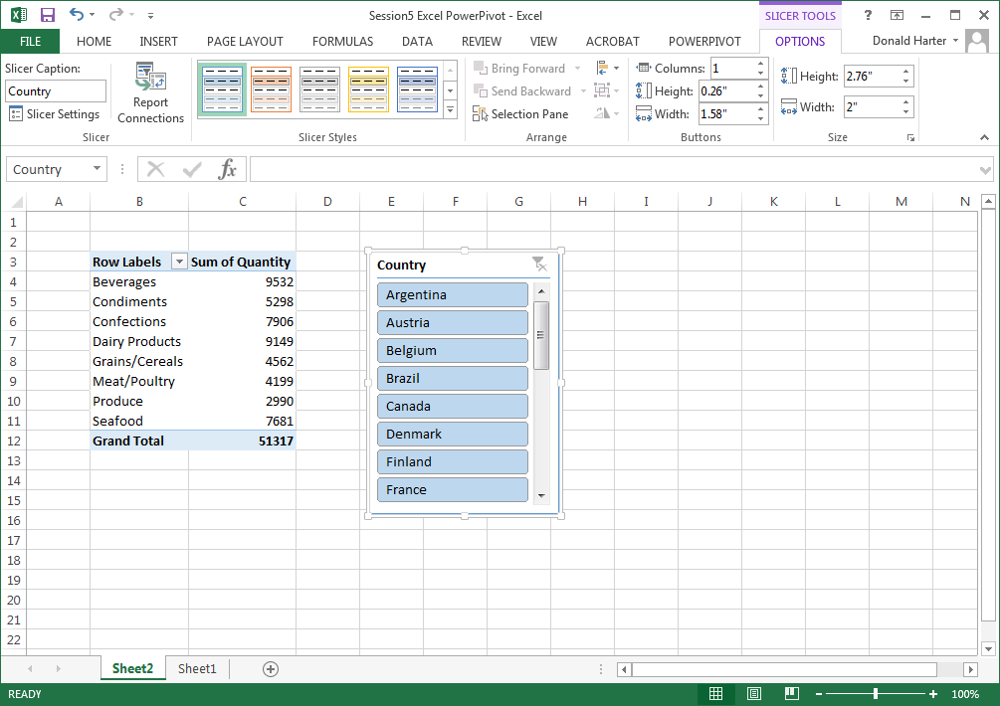 Session5 Excel PowerPivot - Excel
SLICER TOOLS
?
FILE HOME INSERT PAGE LAYOUT FORMULAS DATA REVIEW VIEW ACROBAT POWERPIVOT OPTIONS Donald Harter
Slicer Caption:
Country
Slicer Settings
Report
Connections
Slicer
Slicer Styles
Bring Forward
Send Backward
Selection Pane
Arrange
Columns: 1
Height: 0.26"
Width: 1.58"
Buttons
Height: 2.76"
Width: 2"
Size
Country fx
A B C D E F G H I J K L M N
1
2
3 Row Labels Sum of Quantity
4 Beverages 9532
5 Condiments 5298
6 Confections 7906
7 Dairy Products 9149
8 Grains/Cereals 4562
9 Meat/Poultry 4199
10 Produce 2990
11 Seafood 7681
12 Grand Total 51317
13
14
15
16
17
18
19
20
21
22
Country
Argentina
Austria
Belgium
Brazil
Canada
Denmark
Finland
France
Sheet2 Sheet1
READY
100%